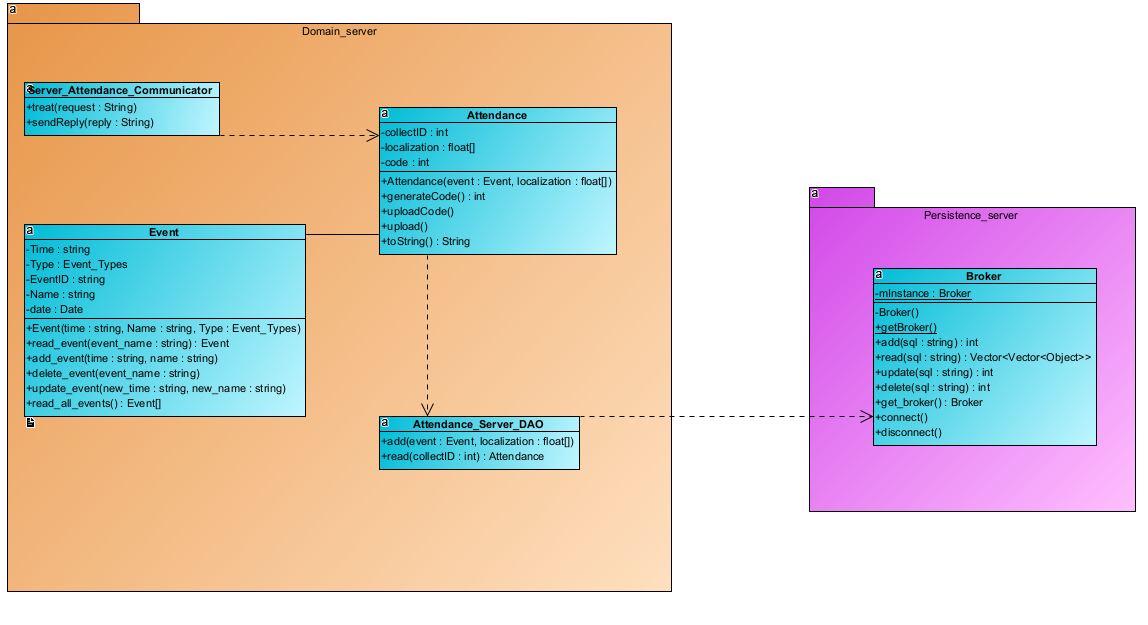 a
Domain_server
a
Server_Attendance_Communicator
+treat(request : String)
+sendReply(reply : String)
a
Attendance
-collectID : int
-localization : float[]
-code : int
+Attendance(event : Event, localization : float[])
+generateCode() : int
+uploadCode()
+upload()
+toString() : String
a
Event
-Time : string
-Type : Event_Types
-EventID : string
-Name : string
-date : Date
+Event(time : string, Name : string, Type : Event_Types)
+read_event(event_name : string) : Event
+add_event(time : string, name : string)
+delete_event(event_name : string)
+update_event(new_time : string, new_name : string)
+read_all_events() : Event[]
a
Attendance_Server_DAO
+add(event : Event, localization : float[])
+read(collectID : int) : Attendance
a
Persistence_server
a
Broker
-mInstance : Broker
-Broker()
+getBroker()
+add(sql : string) : int
+read(sql : string) : Vector<Vector<Object>>
+update(sql : string) : int
+delete(sql : string) : int
+get_broker() : Broker
+connect()
+disconnect()